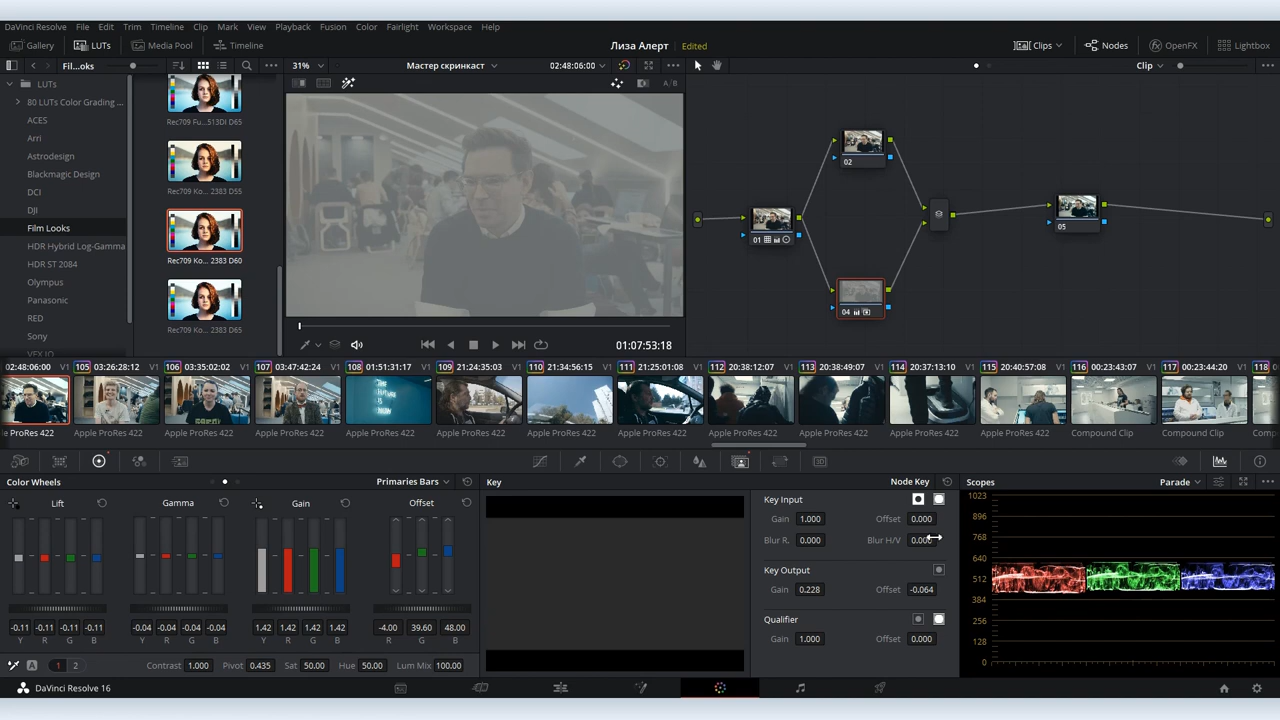 DaVinci Resolve File Edit Trim Timeline Clip Mark View Playback Fusion Color Fairlight Workspace Help
Gallery LUTs Media Pool Timeline Лиза Алерт Edited Clips Nodes OpenFX Lightbox
Fil...oks 31% Мастер скринкаст 02:48:06:00 Clip
LUTs
80 LUTs Color Grading ...
ACES
Arri
Astrodesign
Blackmagic Design
DCI
DJI
Film Looks
HDR Hybrid Log-Gamma
HDR ST 2084
Olympus
Panasonic
RED
Sony
Rec709 Fu...513DI D65
Rec709 Ko... 2383 D55
Rec709 Ko... 2383 D60
Rec709 Ko... 2383 D65
A/B
01:07:53:18
01
02
04
05
02:48:06:00 V1 105 03:26:28:12 V1 106 03:35:02:02 V1 107 03:47:42:24 V1 108 01:51:31:17 V1 109 21:24:35:03 V1 110 21:34:56:15 V1 111 21:25:01:08 V1 112 20:38:12:07 V1 113 20:38:49:07 V1 114 20:37:13:10 V1 115 20:40:57:08 V1 116 00:23:43:07 V1 117 00:23:44:20 V1 118
THE FUTURE IS NOW
e ProRes 422 Apple ProRes 422 Apple ProRes 422 Apple ProRes 422 Apple ProRes 422 Apple ProRes 422 Apple ProRes 422 Apple ProRes 422 Apple ProRes 422 Apple ProRes 422 Apple ProRes 422 Apple ProRes 422 Compound Clip Compound Clip Comp
Color Wheels Primaries Bars
Lift Gamma Gain Offset
-0.11 -0.11 -0.11 -0.11 -0.04 -0.04 -0.04 -0.04 1.42 1.42 1.42 1.42 -4.00 39.60 48.00
Y R G B Y R G B Y R G B R G B
A 1 2 Contrast 1.000 Pivot 0.435 Sat 50.00 Hue 50.00 Lum Mix 100.00
Key Node Key
Key Input
Gain 1.000 Offset 0.000
Blur R. 0.000 Blur H/V 0.000
Key Output
Gain 0.228 Offset -0.064
Qualifier
Gain 1.000 Offset 0.000
Scopes Parade
1023
896
768
640
512
384
256
128
0
DaVinci Resolve 16